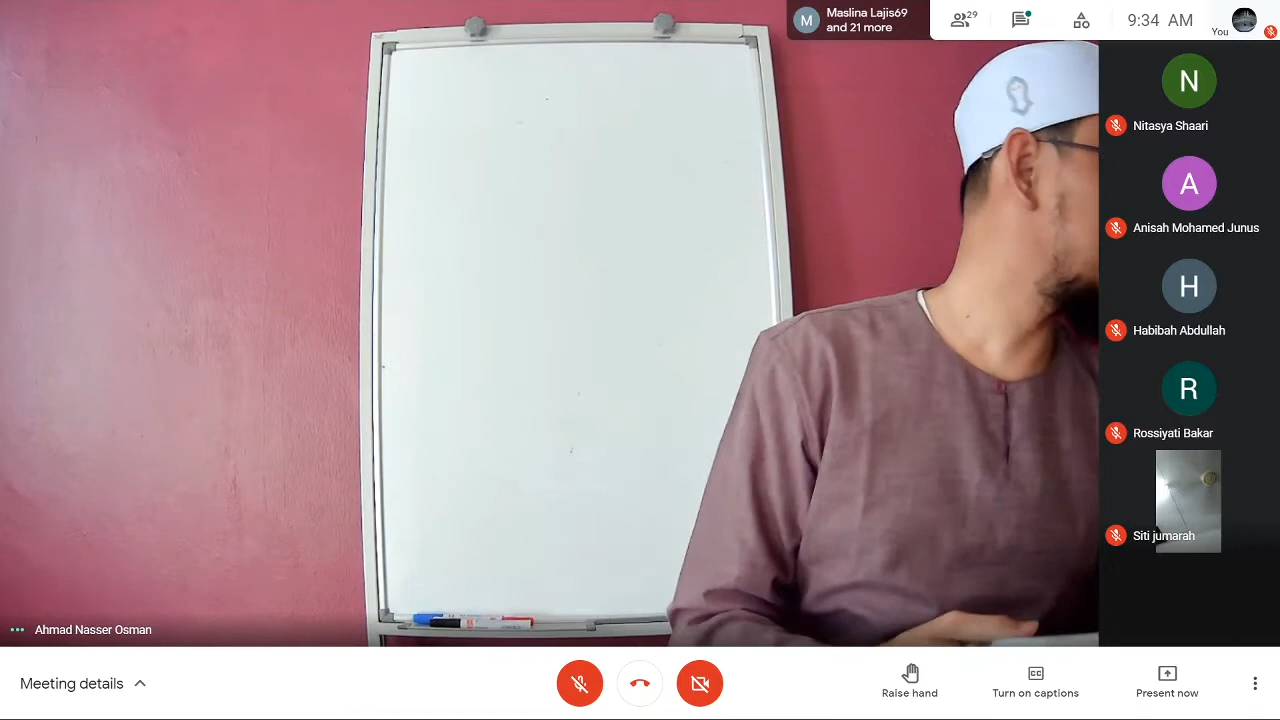 M
Maslina Lajis69
and 21 more
29
9:34 AM
You
N
Nitasya Shaari
A
Anisah Mohamed Junus
H
Habibah Abdullah
R
Rossiyati Bakar
Siti jumarah
Ahmad Nasser Osman
Meeting details
Raise hand
CC
Turn on captions
Present now